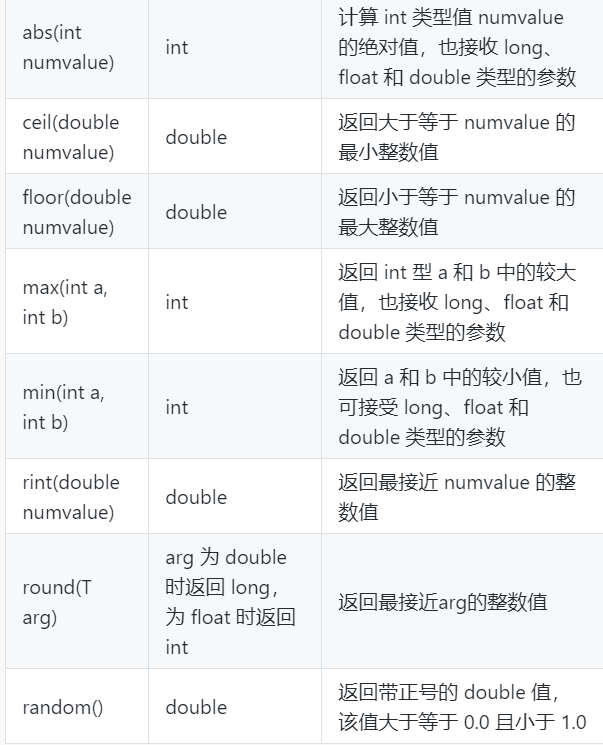 abs(int
numvalue)
int
计算 int 类型值 numvalue
的绝对值，也接收 long、
float 和 double 类型的参数
ceil(double
numvalue)
double
返回大于等于 numvalue 的
最小整数值
floor(double
numvalue)
double
返回小于等于 numvalue 的
最大整数值
max(int a,
int b)
int
返回 int 型 a 和 b 中的较大
值，也接收 long、float 和
double 类型的参数
min(int a,
int b)
int
返回 a 和 b 中的较小值，也
可接受 long、float 和
double 类型的参数
rint(double
numvalue)
double
返回最接近 numvalue 的整
数值
round(T
arg)
arg 为 double
时返回 long，
为 float 时返回
int
返回最接近arg的整数值
random()
double
返回带正号的 double 值，
该值大于等于 0.0 且小于 1.0